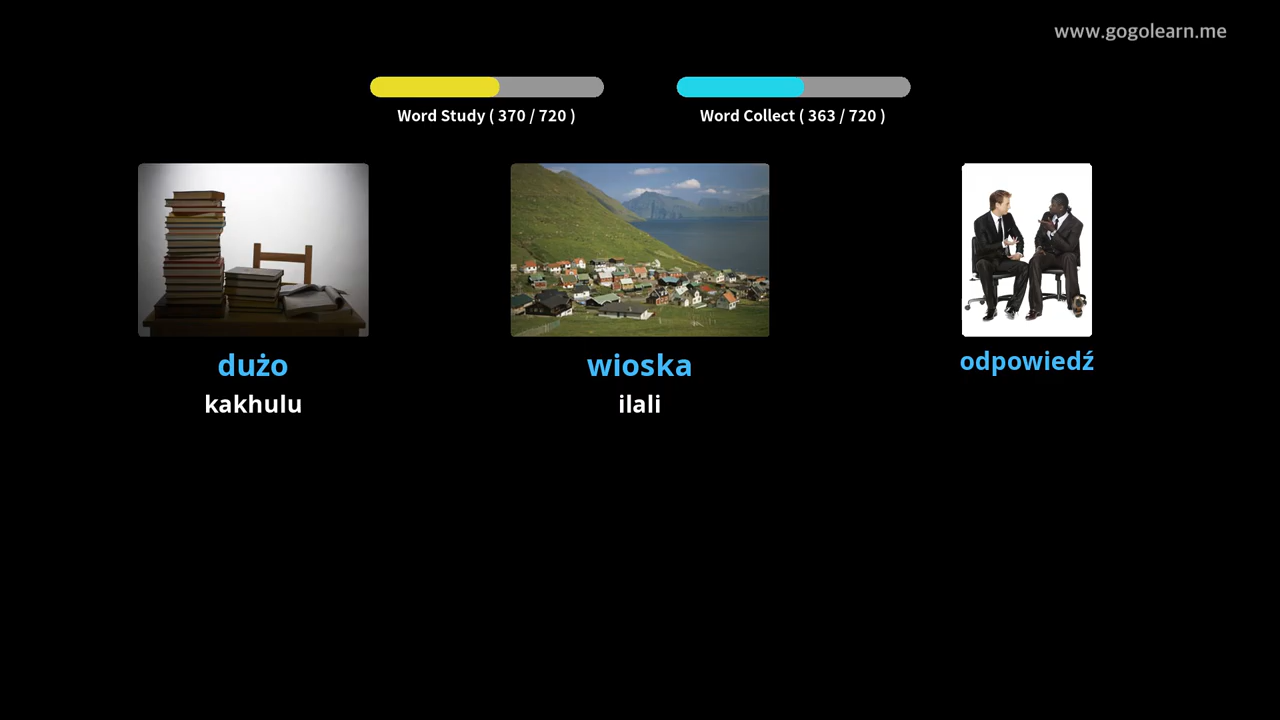 www.gogolearn.me
Word Study ( 370 / 720 )
Word Collect ( 363 / 720 )
dużo
kakhulu
wioska
ilali
odpowiedź